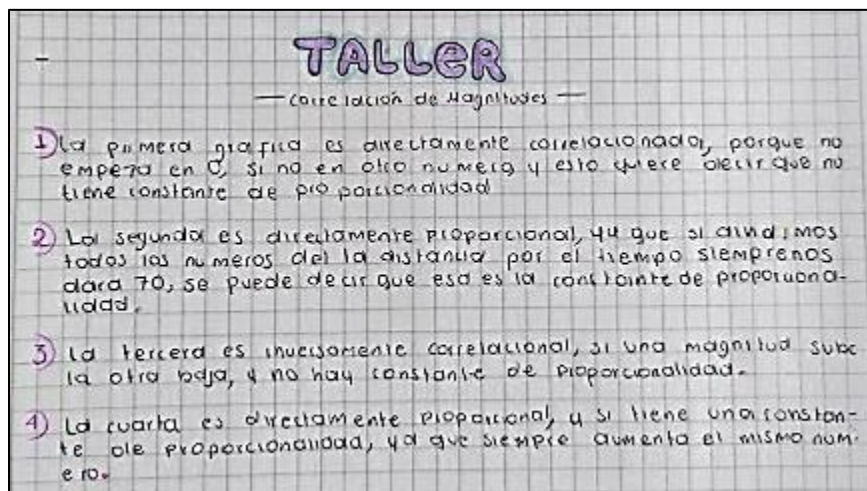 TALLER
— Correlación de Magnitudes —
1) La primera grafica es directamente correlacionada, porque no
empeza en 0, si no en otro numero y esto quiere decir que no
tiene constante de proporcionalidad
2) La segunda es directamente proporcional, ya que si dividimos
todos los numeros del la distancia por el tiempo siempre nos
dara 70, se puede decir que esa es la constante de proporciona-
lidad.
3) La tercera es inversamente correlacional, si una magnitud sube
la otra baja, y no hay constante de proporcionalidad.
4) La cuarta es directamente proporcional, y si tiene una constan-
te de proporcionalidad, ya que siempre aumenta el mismo num-
ero.